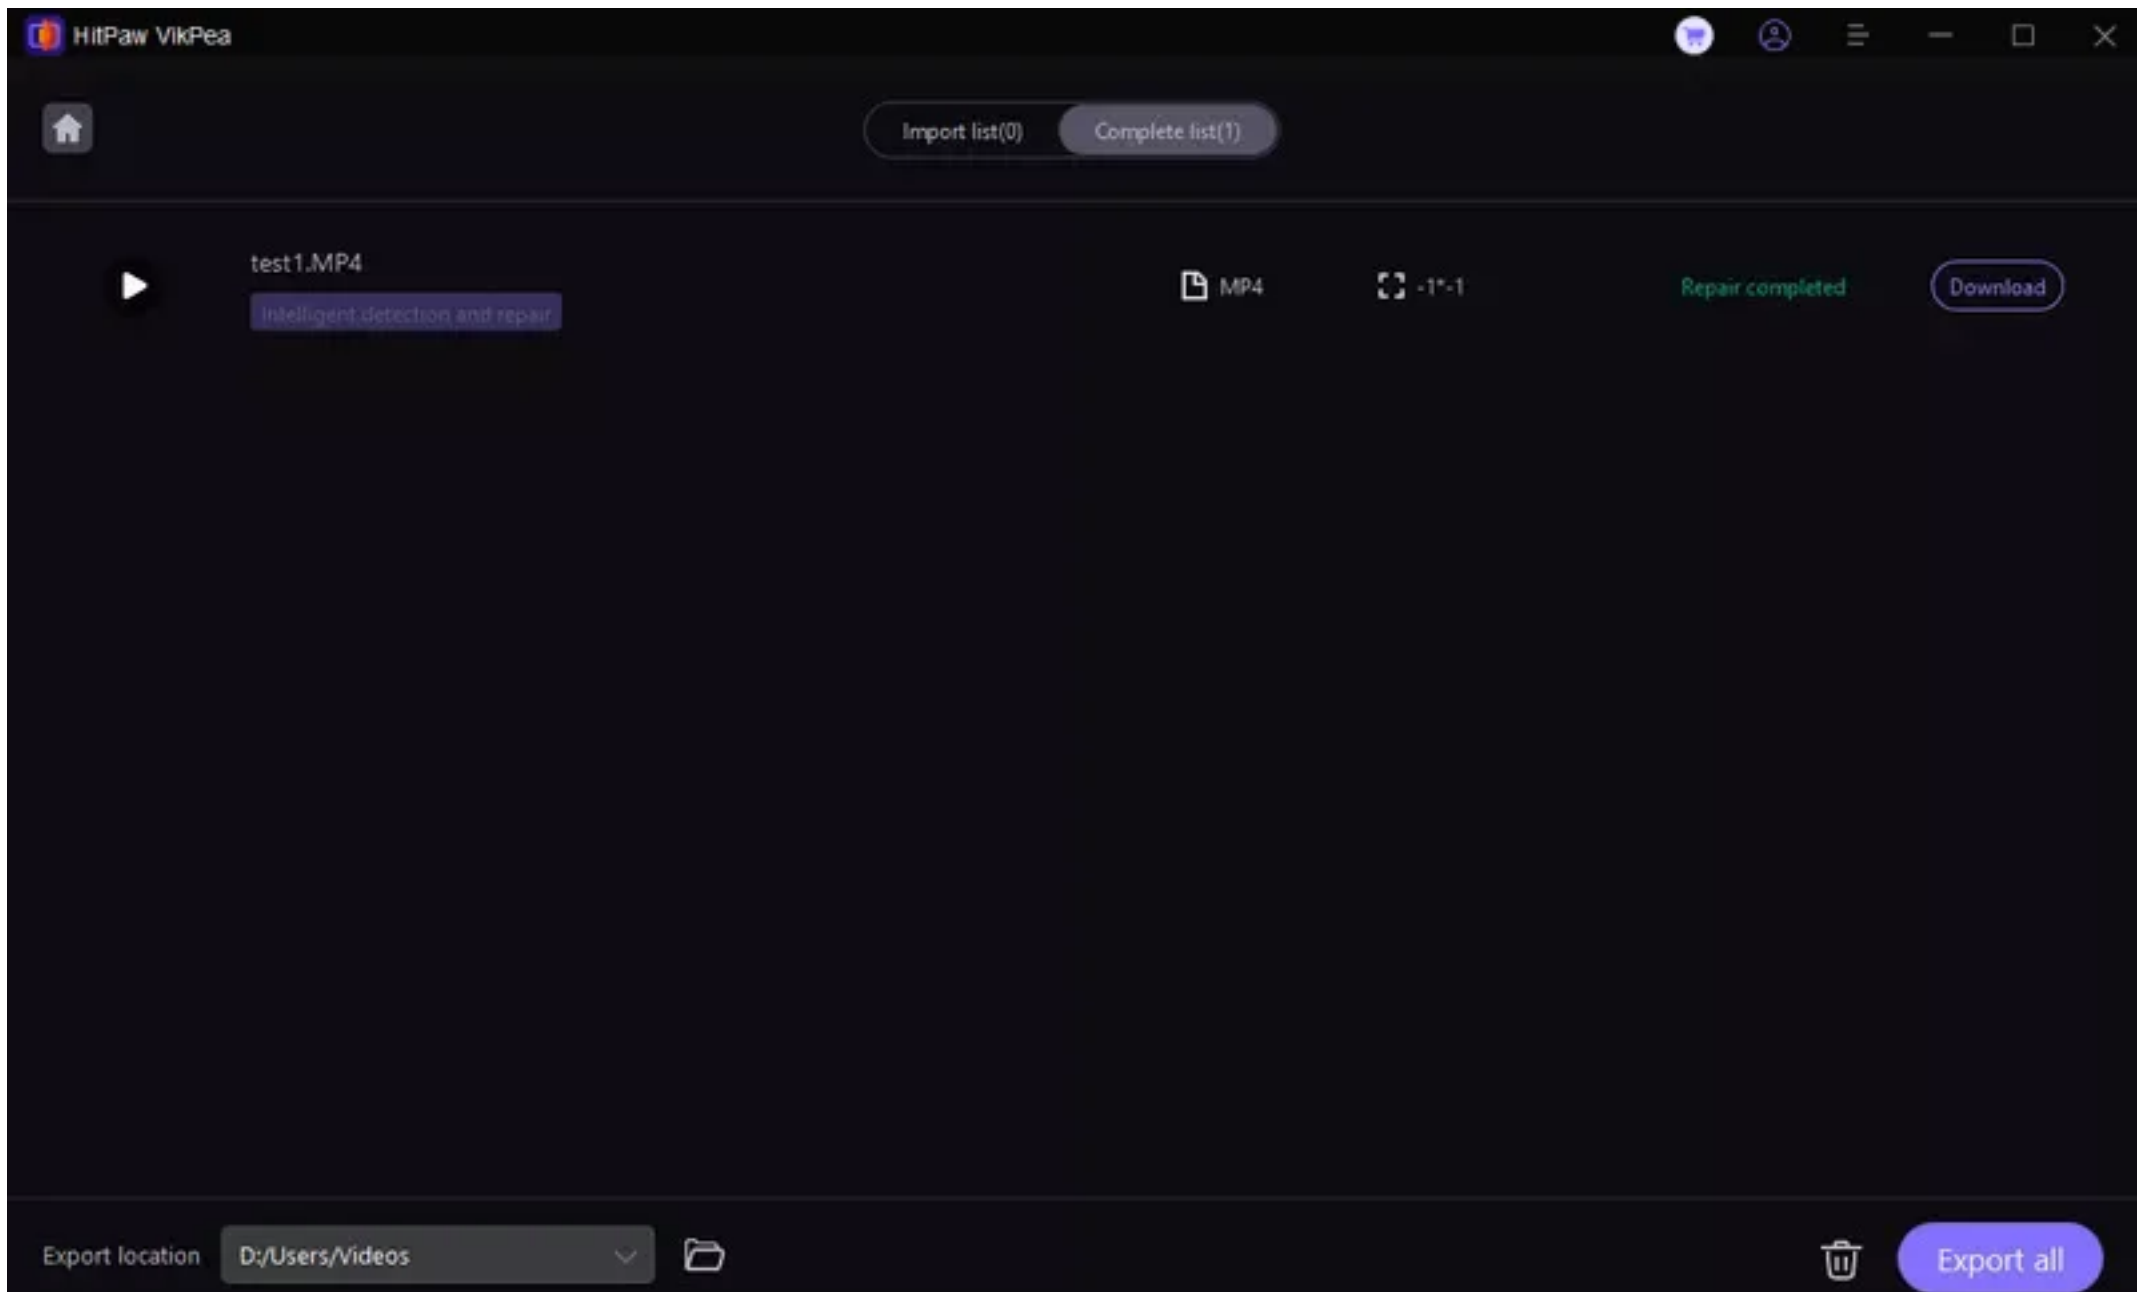 HitPaw VikPea
Import list(0)
Complete list(1)
test1.MP4
Intelligent detection and repair
MP4
-1*-1
Repair completed
Download
Export location
D:/Users/Videos
Export all